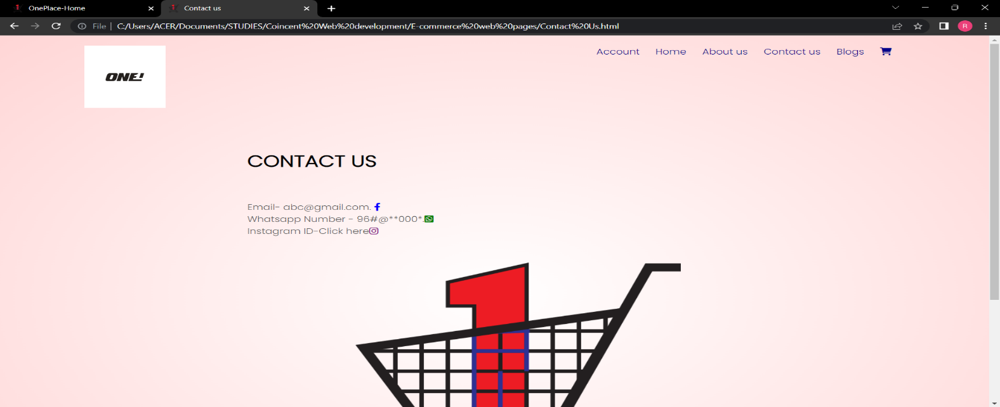 OnePlace-Home
Contact us
File | C:/Users/ACER/Documents/STUDIES/Coincent%20Web%20development/E-commerce%20web%20pages/Contact%20Us.html
R
ONE!
Account Home About us Contact us Blogs
CONTACT US
Email- abc@gmail.com.
Whatsapp Number - 96#@**000*.
Instagram ID-Click here
1